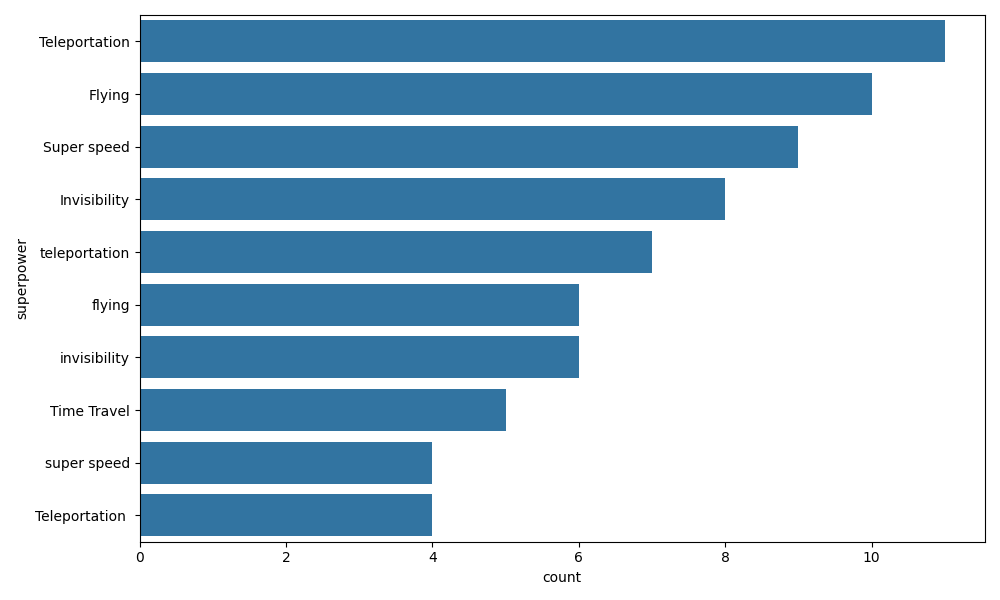 Teleportation
Flying
Super speed
Invisibility
teleportation
flying
invisibility
Time Travel
super speed
Teleportation
superpower
0 2 4 6 8 10
count